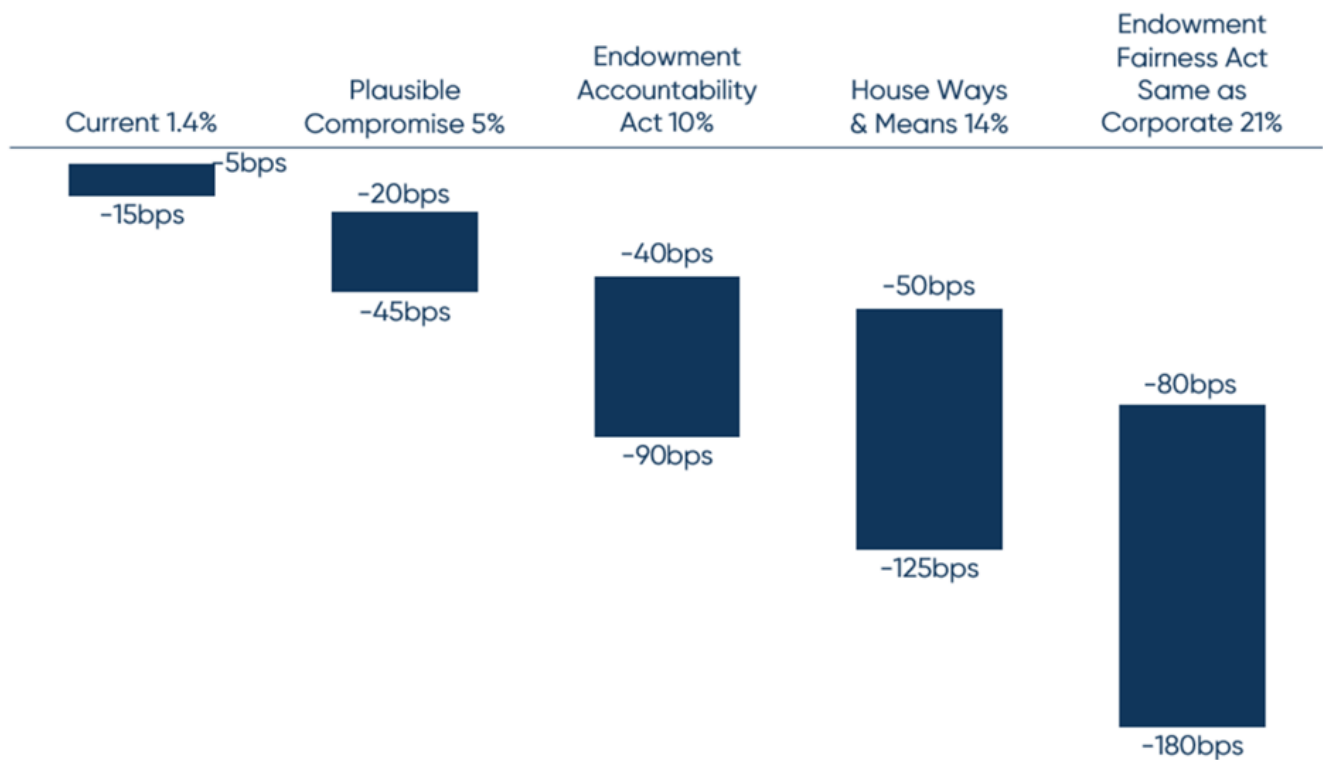 Current 1.4%
Plausible
Compromise 5%
Endowment
Accountability
Act 10%
House Ways
& Means 14%
Endowment
Fairness Act
Same as
Corporate 21%
-5bps
-15bps
-20bps
-45bps
-40bps
-90bps
-50bps
-125bps
-80bps
-180bps